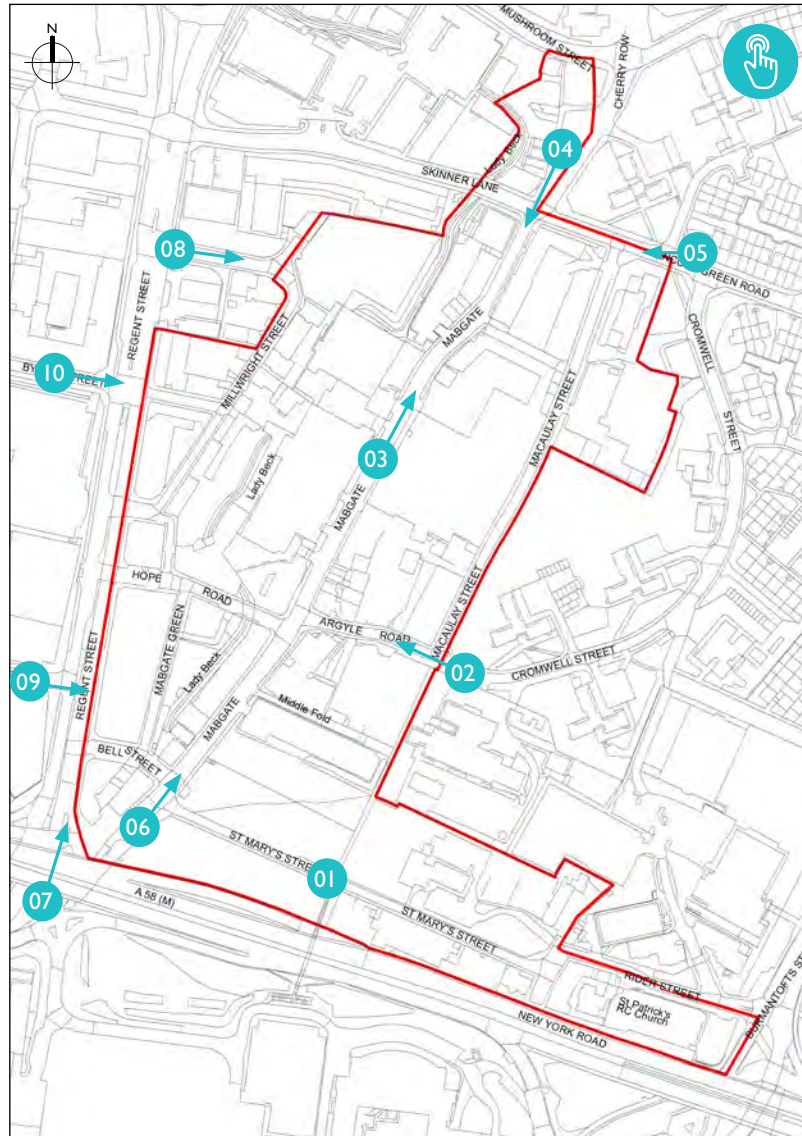 N
MUSHROOM STREET
CHERRY ROW
04
Lady Beck
SKINNER LANE
08
05
GREEN ROAD
REGENT STREET
MABGATE
CROMWELL
STREET
10
MILLWRIGHT STREET
03
MACAULAY STREET
Lady Beck
MABGATE
HOPE
ROAD
ARGYLE
ROAD
MACAULAY STREET
02
CROMWELL STREET
09
REGENT STREET
MABGATE GREEN
Lady Beck
MABGATE
Middle Fold
BELL
STREET
06
ST MARY'S STREET
01
07
A 58 (M)
ST MARY'S STREET
RIDER STREET
St Patrick's
RC Church
NEW YORK ROAD